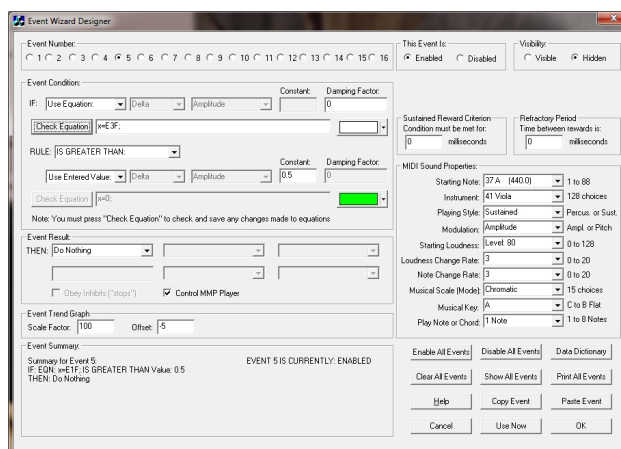 Event Wizard Designer
Event Number:
1 2 3 4 5 6 7 8 9 10 11 12 13 14 15 16
This Event Is:
Enabled Disabled
Visibility:
Visible Hidden
Event Condition:
Constant: Damping Factor:
IF: Use Equation: Delta Amplitude 0
Check Equation x=E3F;
RULE: IS GREATER THAN:
Constant: Damping Factor:
Use Entered Value: Delta Amplitude 0.5 0
Check Equation x=0;
Note: You must press "Check Equation" to check and save any changes made to equations
Sustained Reward Criterion
Condition must be met for:
0 milliseconds
Refractory Period
Time between rewards is:
0 milliseconds
MIDI Sound Properties:
Starting Note: 37 A (440.0) 1 to 88
Instrument: 41 Viola 128 choices
Playing Style: Sustained Percus. or Sust.
Modulation: Amplitude Ampl. or Pitch
Starting Loudness: Level: 80 0 to 128
Loudness Change Rate: 3 0 to 20
Note Change Rate: 3 0 to 20
Musical Scale (Mode): Chromatic 15 choices
Musical Key: A C to B Flat
Play Note or Chord: 1 Note 1 to 8 Notes
Event Result:
THEN: Do Nothing
Obey Inhibits ("stops") Control MMP Player
Event Trend Graph
Scale Factor: 100 Offset: -5
Event Summary:
Summary for Event 5: EVENT 5 IS CURRENTLY: ENABLED
IF: EQN: x=E1F; IS GREATER THAN Value: 0.5
THEN: Do Nothing
Enable All Events Disable All Events Data Dictionary
Clear All Events Show All Events Print All Events
Help Copy Event Paste Event
Cancel Use Now OK